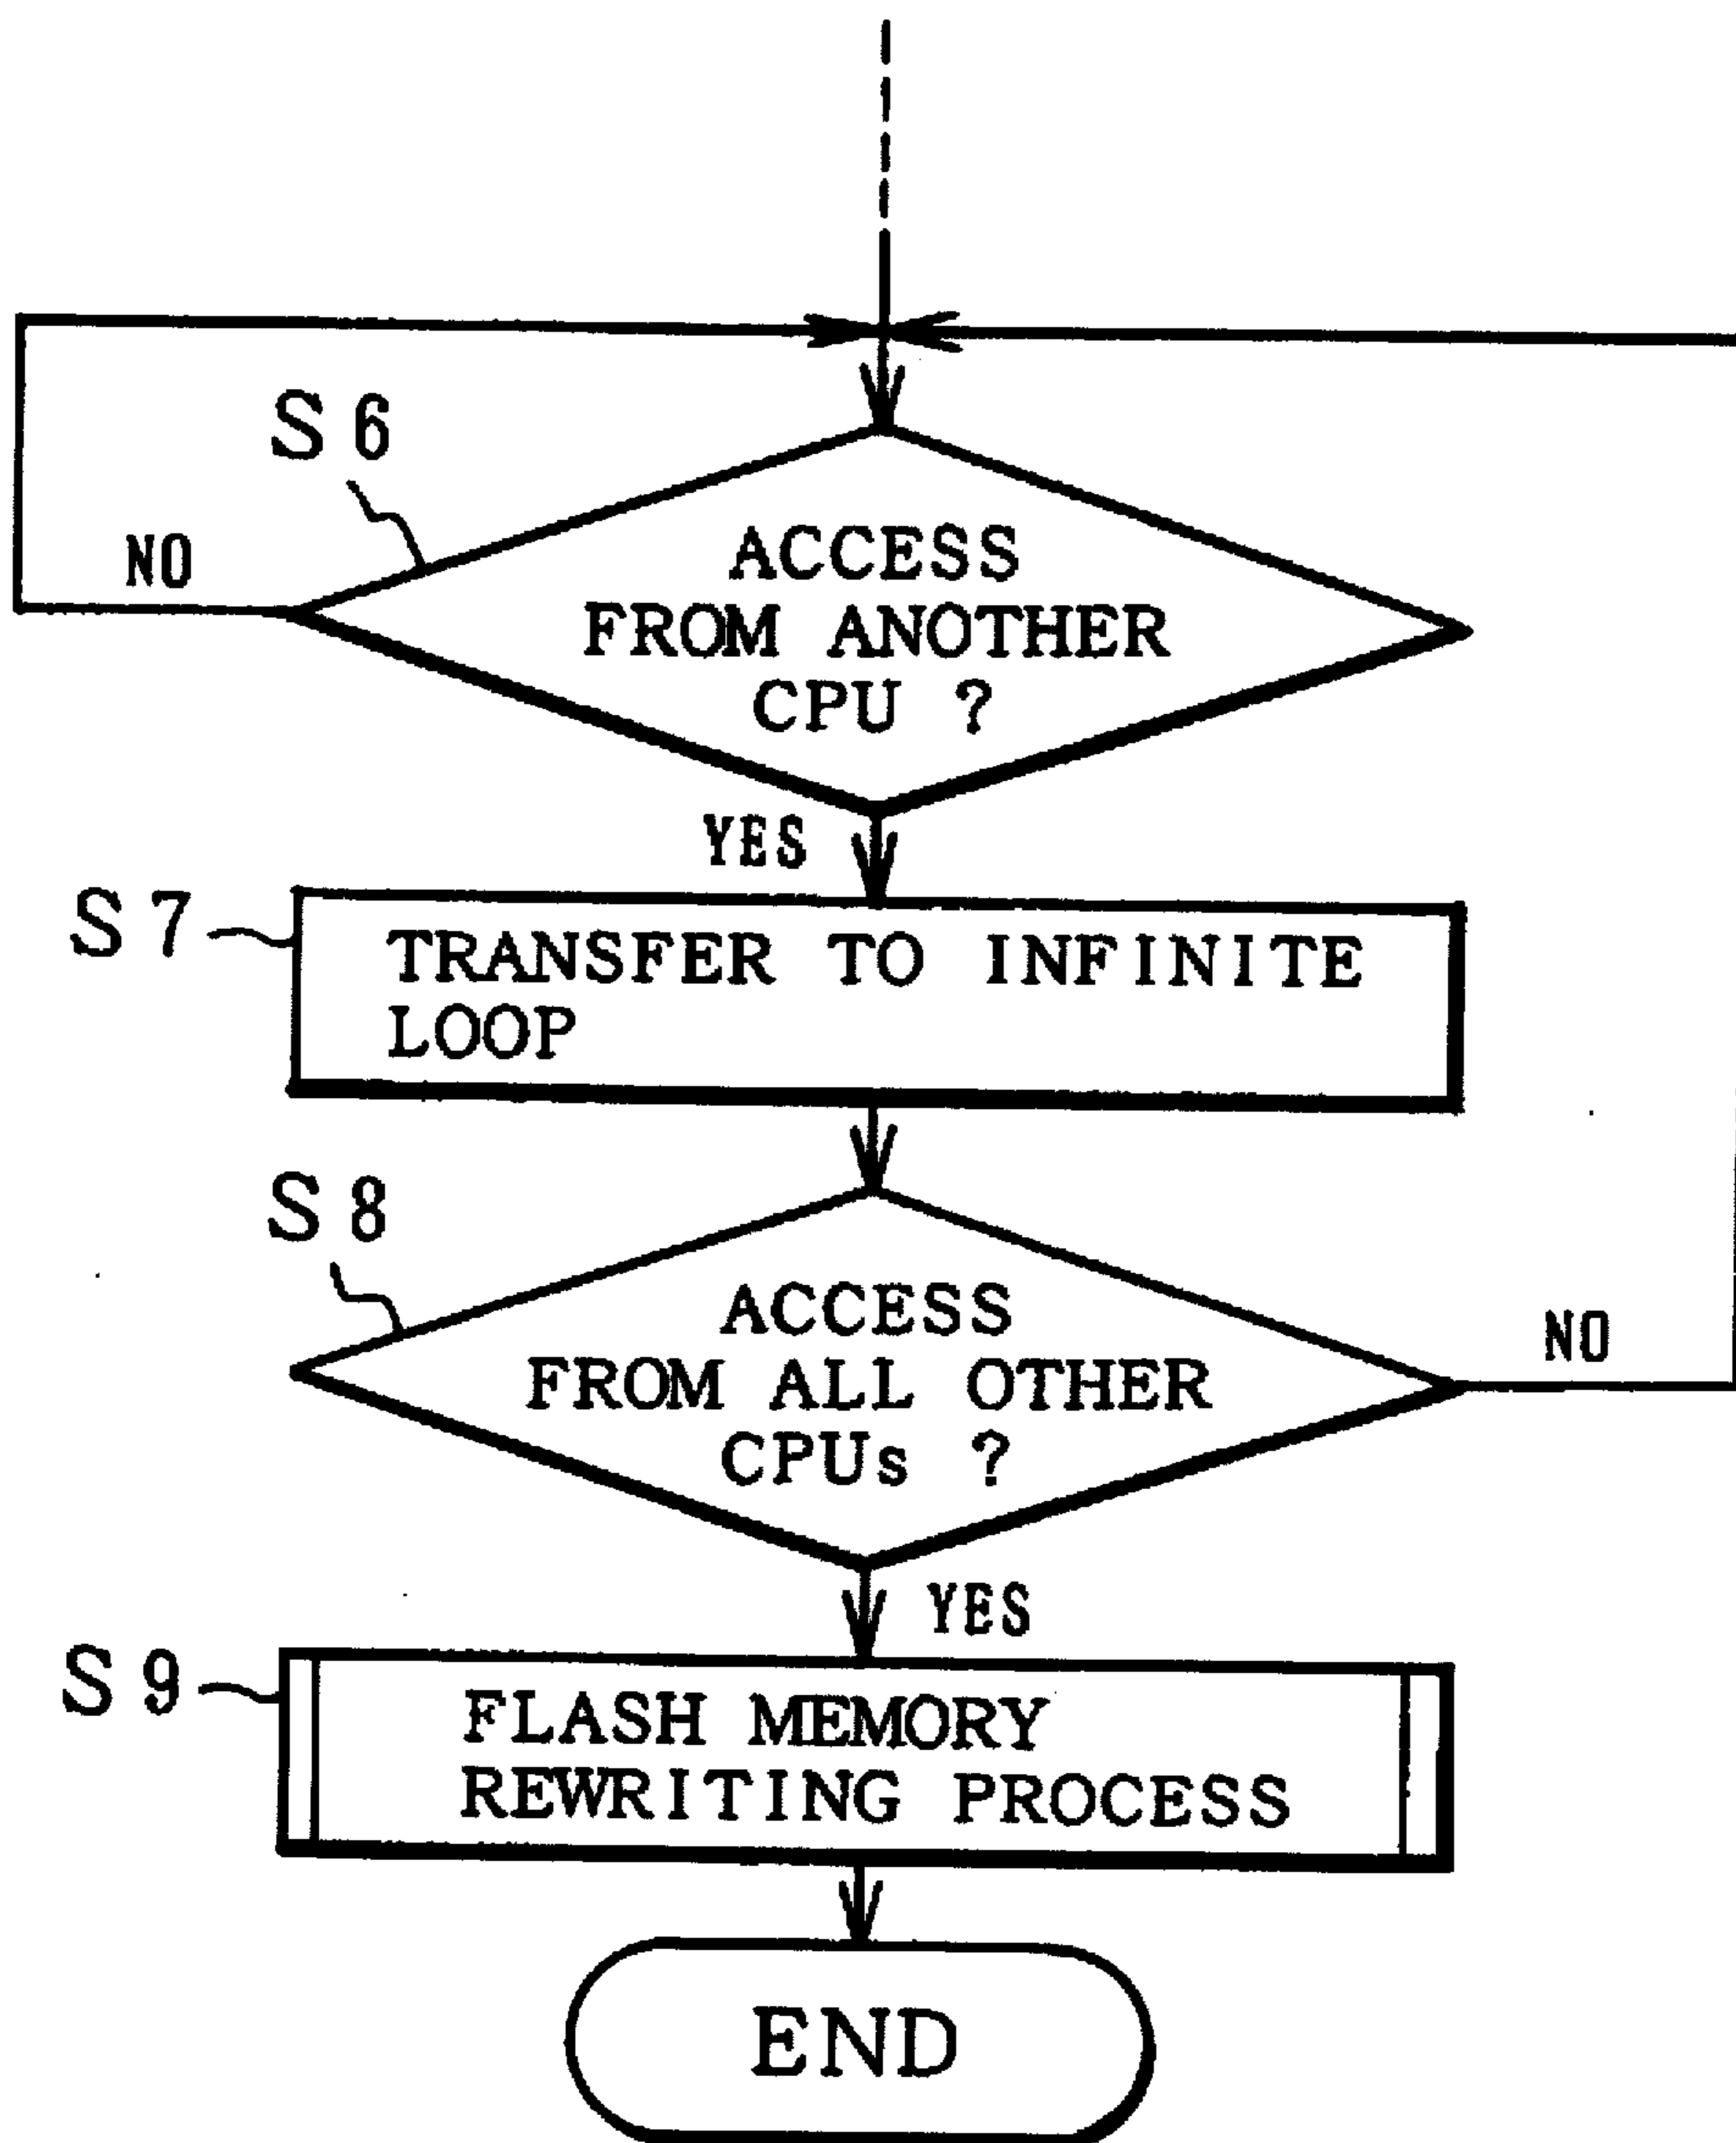 S6
NO
ACCESS
FROM ANOTHER
CPU ?
YES
S7
TRANSFER TO INFINITE
LOOP
S8
ACCESS
FROM ALL OTHER
CPUs ?
NO
YES
S9
FLASH MEMORY
REWRITING PROCESS
END